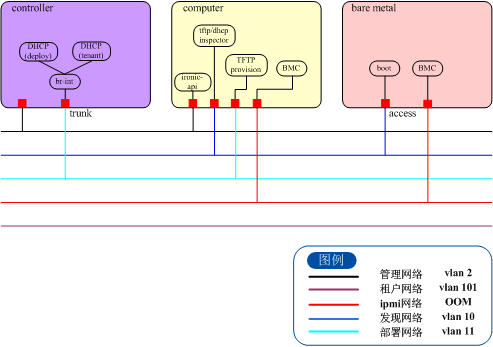 controller
DHCP
(deploy)
DHCP
(tenant)
br-int
trunk
computer
tftp/dhcp
inspector
TFTP
provision
BMC
ironic-
api
bare metal
boot
BMC
access
图例
管理网络 vlan 2
租户网络 vlan 101
ipmi网络 OOM
发现网络 vlan 10
部署网络 vlan 11